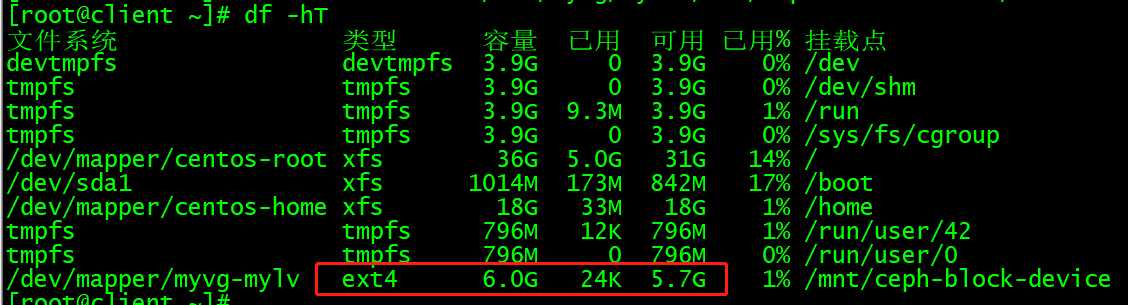 [root@client ~]# df -hT
文件系统 类型 容量 已用 可用 已用% 挂载点
devtmpfs devtmpfs 3.9G 0 3.9G 0% /dev
tmpfs tmpfs 3.9G 0 3.9G 0% /dev/shm
tmpfs tmpfs 3.9G 9.3M 3.9G 1% /run
tmpfs tmpfs 3.9G 0 3.9G 0% /sys/fs/cgroup
/dev/mapper/centos-root xfs 36G 5.0G 31G 14% /
/dev/sda1 xfs 1014M 173M 842M 17% /boot
/dev/mapper/centos-home xfs 18G 33M 18G 1% /home
tmpfs tmpfs 796M 12K 796M 1% /run/user/42
tmpfs tmpfs 796M 0 796M 0% /run/user/0
/dev/mapper/myvg-mylv ext4 6.0G 24K 5.7G 1% /mnt/ceph-block-device
[root@client ~]#